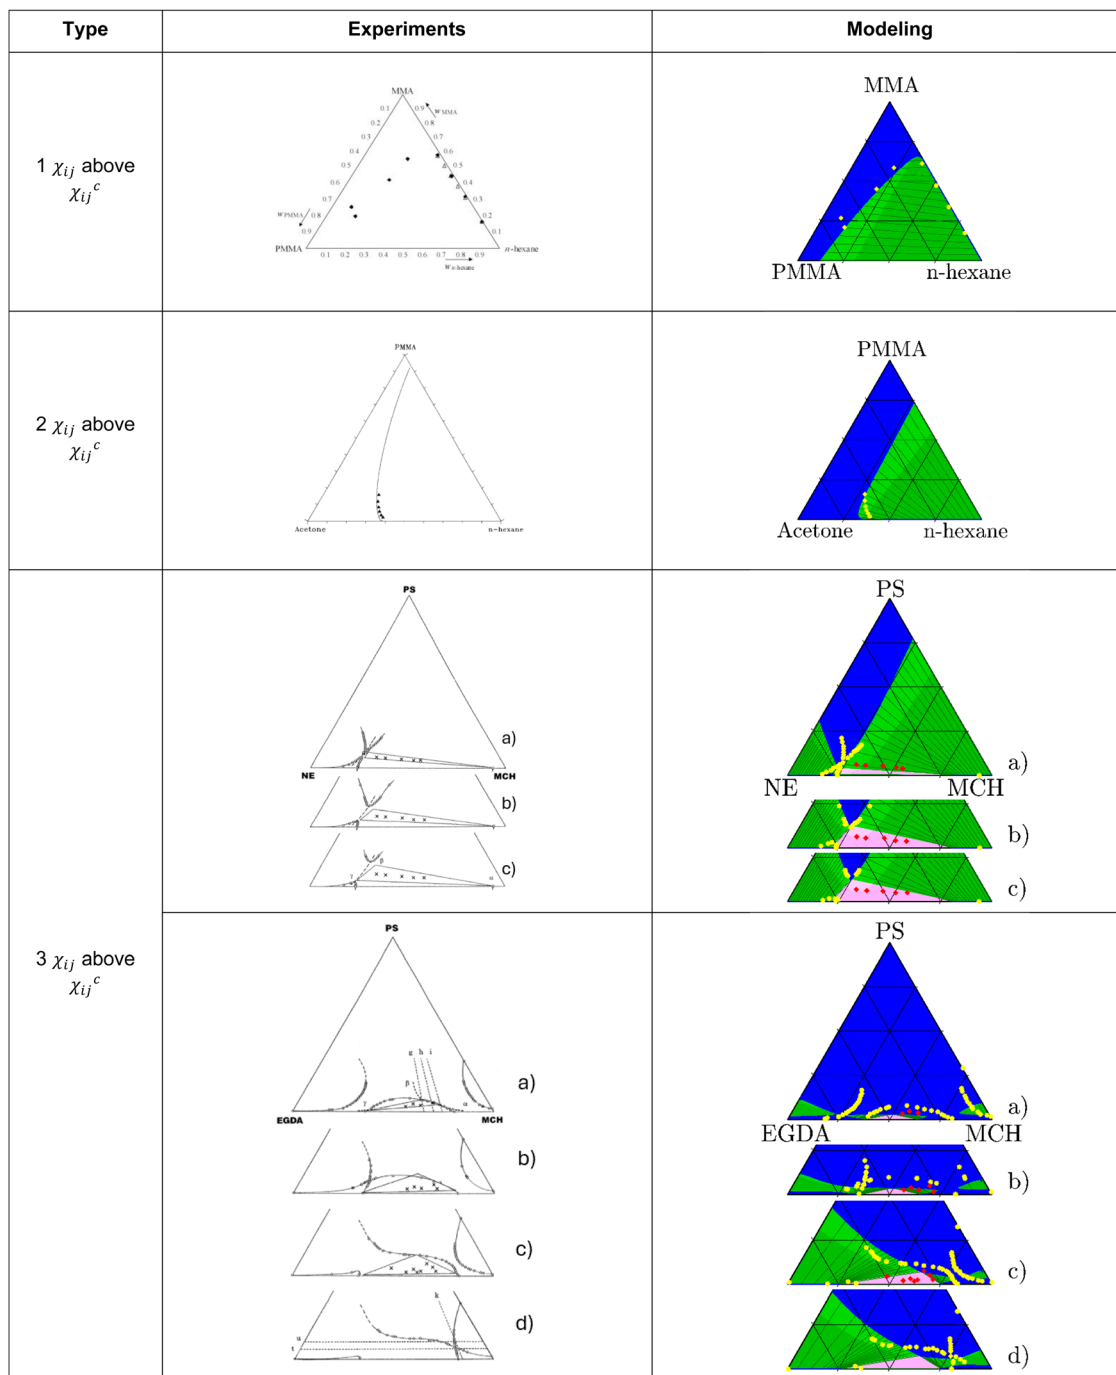 Type Experiments Modeling
1 χij above
χij^c
MMA
0.1 0.9
wMMA
0.2 0.8
0.3 0.7
0.4 0.6
0.5 0.5
0.6 0.4
0.7 0.3
wPMMA
0.8 0.2
0.9 0.1
PMMA n-hexane
0.1 0.2 0.3 0.4 0.5 0.6 0.7 0.8 0.9
wn-hexane
MMA
PMMA n-hexane
2 χij above
χij^c
PMMA
Acetone n-hexane
PMMA
Acetone n-hexane
3 χij above
χij^c
PS
a)
NE MCH
b)
c)
γ β α
PS
a)
NE MCH
b)
c)
PS
g h i
a)
β
γ α
EGDA MCH
b)
c)
k
d)
u
t
PS
a)
EGDA MCH
b)
c)
d)